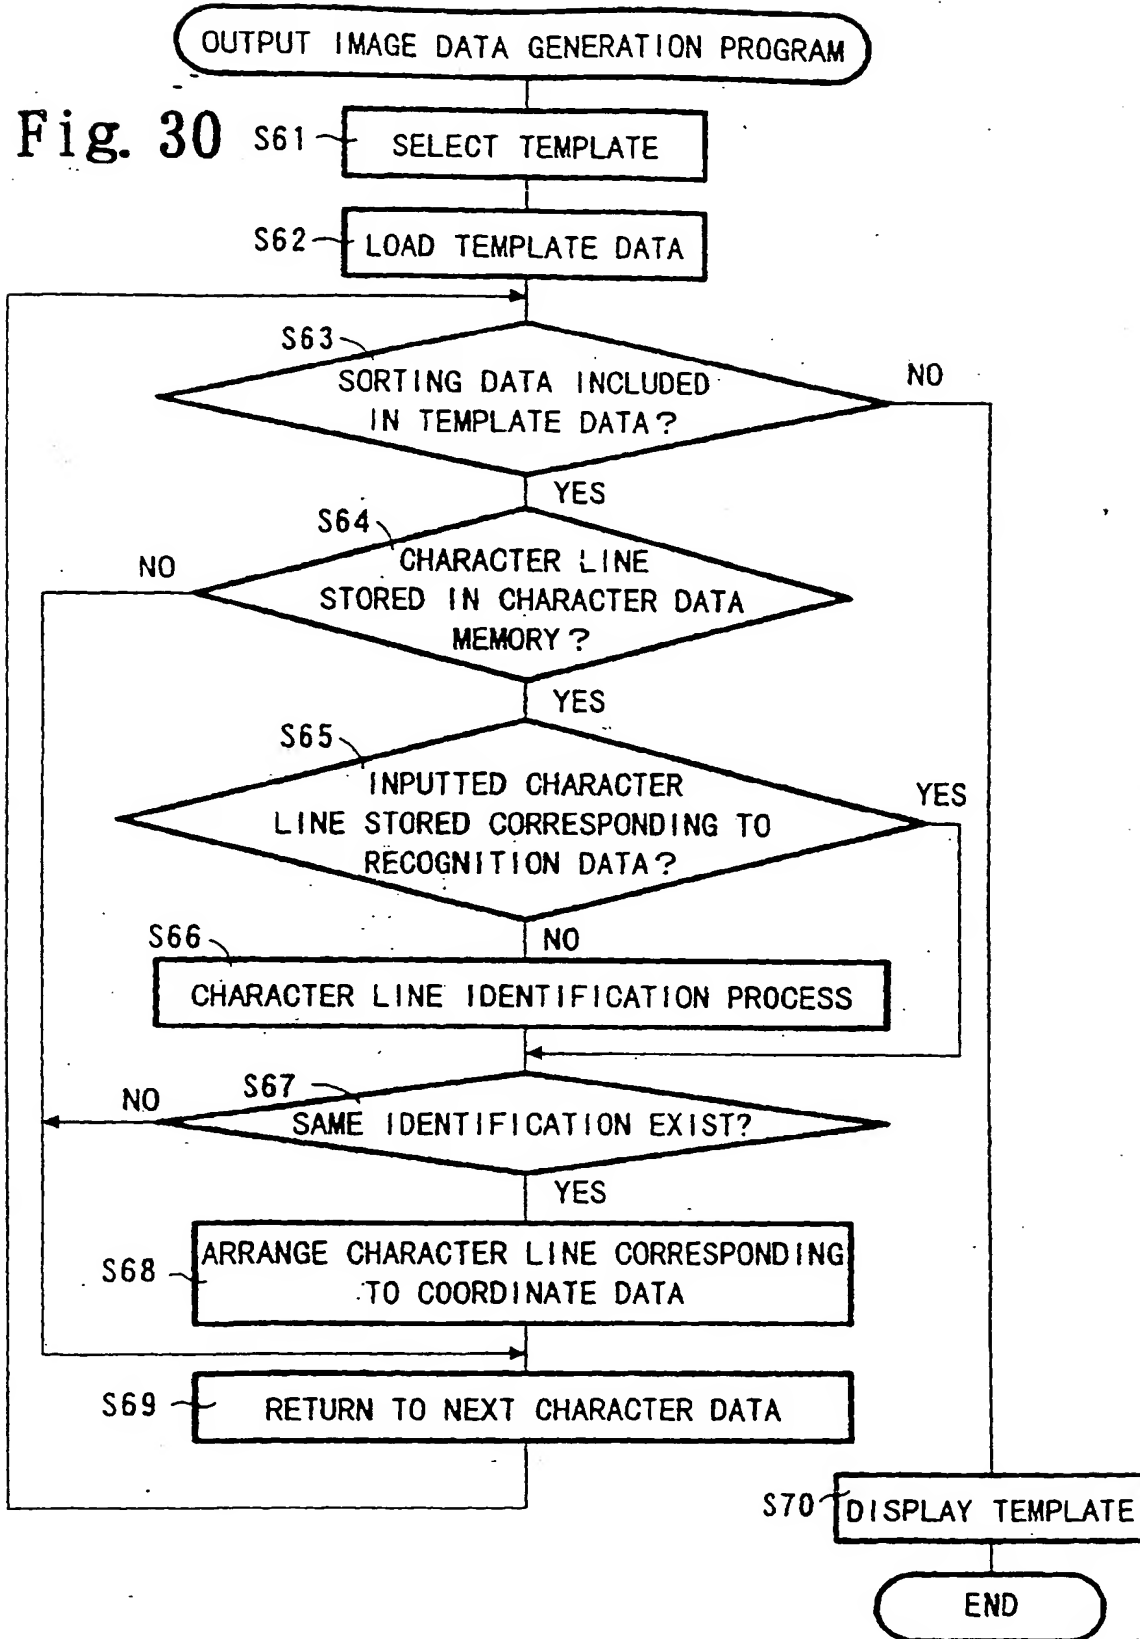 OUTPUT IMAGE DATA GENERATION PROGRAM
Fig. 30
S61
SELECT TEMPLATE
S62
LOAD TEMPLATE DATA
S63
SORTING DATA INCLUDED
IN TEMPLATE DATA?
NO
YES
S64
CHARACTER LINE
STORED IN CHARACTER DATA
MEMORY?
NO
YES
S65
INPUTTED CHARACTER
LINE STORED CORRESPONDING TO
RECOGNITION DATA?
YES
NO
S66
CHARACTER LINE IDENTIFICATION PROCESS
S67
SAME IDENTIFICATION EXIST?
NO
YES
S68
ARRANGE CHARACTER LINE CORRESPONDING
TO COORDINATE DATA
S69
RETURN TO NEXT CHARACTER DATA
S70
DISPLAY TEMPLATE
END